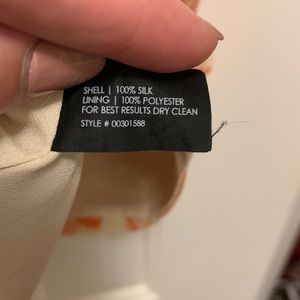 SHELL | 100% SILK
LINING | 100% POLYESTER
FOR BEST RESULTS DRY CLEAN
STYLE # 00301588